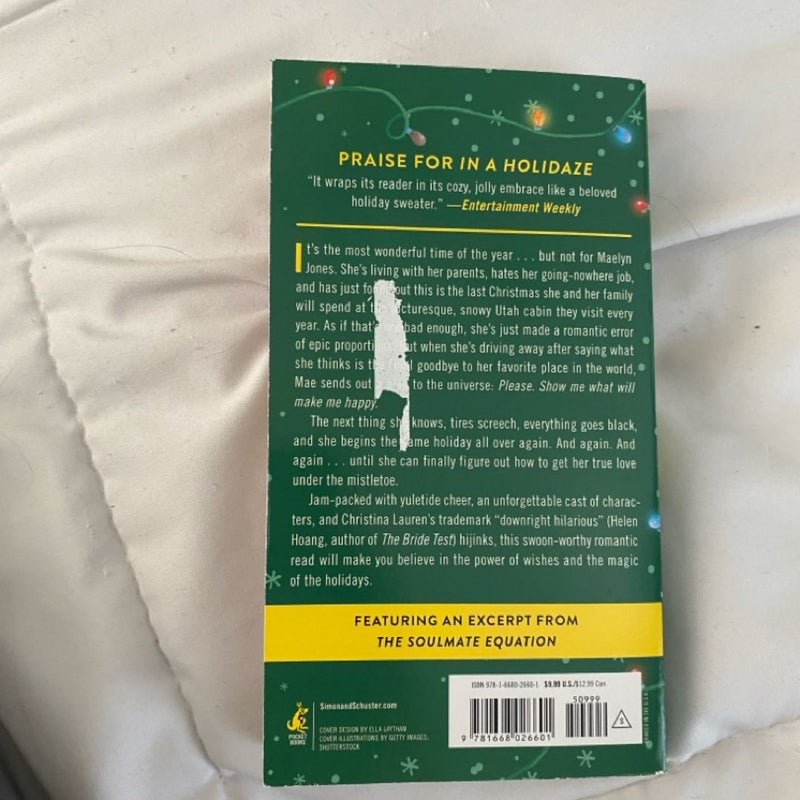 PRAISE FOR IN A HOLIDAZE
"It wraps its reader in its cozy, jolly embrace like a beloved
holiday sweater." —Entertainment Weekly
It's the most wonderful time of the year . . . but not for Maelyn
Jones. She's living with her parents, hates her going-nowhere job,
and has just fo out this is the last Christmas she and her family
will spend at t cturesque, snowy Utah cabin they visit every
year. As if that bad enough, she's just made a romantic error
of epic proporti ut when she's driving away after saying what
she thinks is t l goodbye to her favorite place in the world,
Mae sends out to the universe: Please. Show me what will
make me happy.
The next thing sh knows, tires screech, everything goes black,
and she begins the ame holiday all over again. And again. And
again . . . until she can finally figure out how to get her true love
under the mistletoe.
Jam-packed with yuletide cheer, an unforgettable cast of charac-
ters, and Christina Lauren's trademark "downright hilarious" (Helen
Hoang, author of The Bride Test) hijinks, this swoon-worthy romantic
read will make you believe in the power of wishes and the magic
of the holidays.
FEATURING AN EXCERPT FROM
THE SOULMATE EQUATION
ISBN 978-1-6680-2660-1 $9.99 U.S./$12.99 Can.
50999
9 781668 026601
S
PRINTED IN THE U.S.A.
SimonandSchuster.com
POCKET
BOOKS
COVER DESIGN BY ELLA LAYTHAM
COVER ILLUSTRATIONS BY GETTY IMAGES,
SHUTTERSTOCK